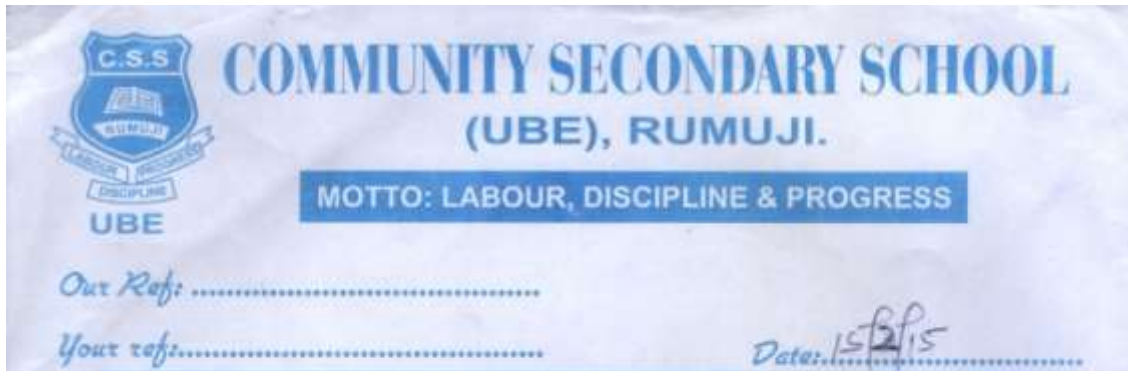 C.S.S
RUMUJI
LABOUR PROGRESS
DISCIPLINE
UBE
COMMUNITY SECONDARY SCHOOL
(UBE), RUMUJI.
MOTTO: LABOUR, DISCIPLINE & PROGRESS
Our Ref: ........................................
Your ref:..........................................
Date:..15/2/15....................